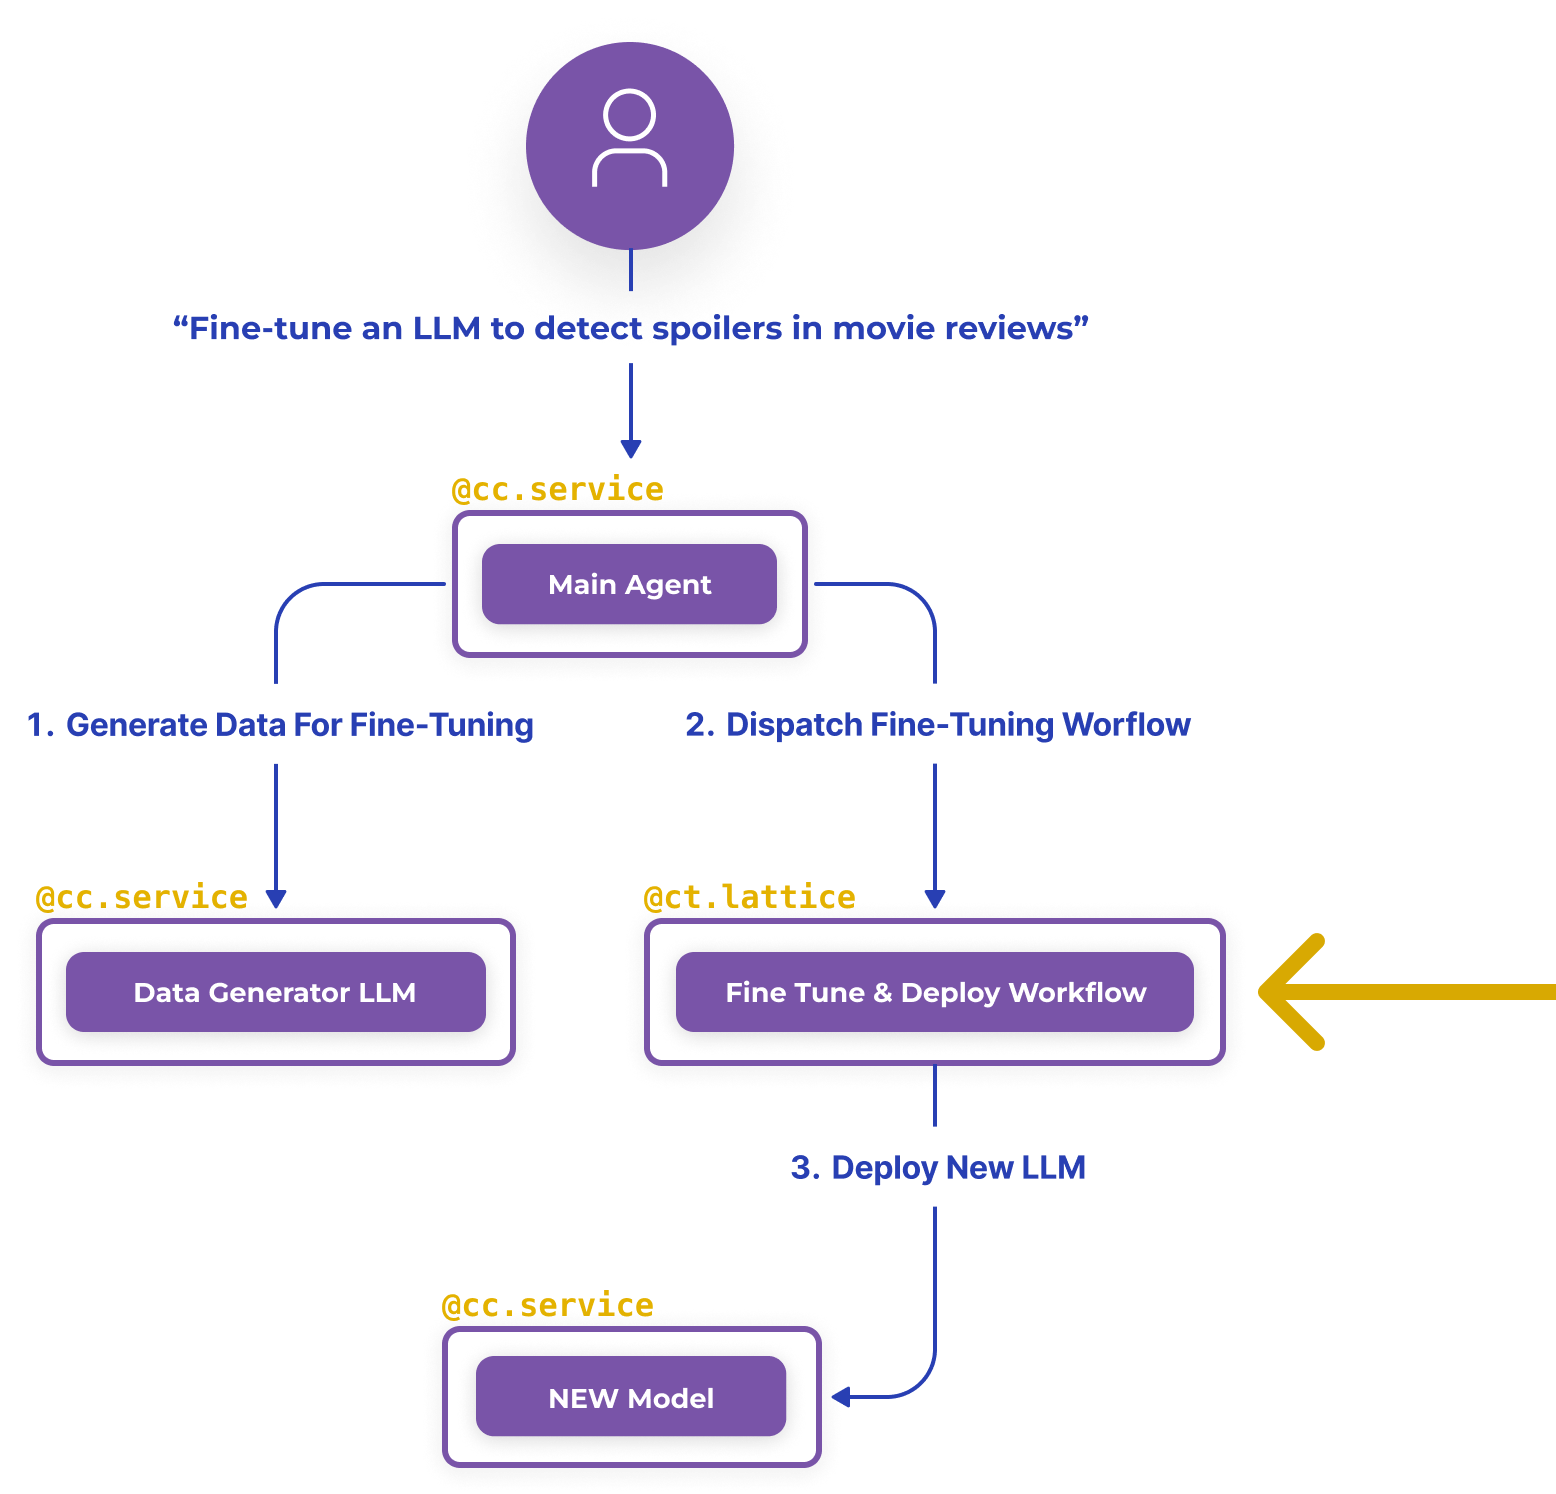 “Fine-tune an LLM to detect spoilers in movie reviews”
@cc.service
Main Agent
1. Generate Data For Fine-Tuning
2. Dispatch Fine-Tuning Worflow
@cc.service
@ct.lattice
Data Generator LLM
Fine Tune & Deploy Workflow
3. Deploy New LLM
@cc.service
NEW Model